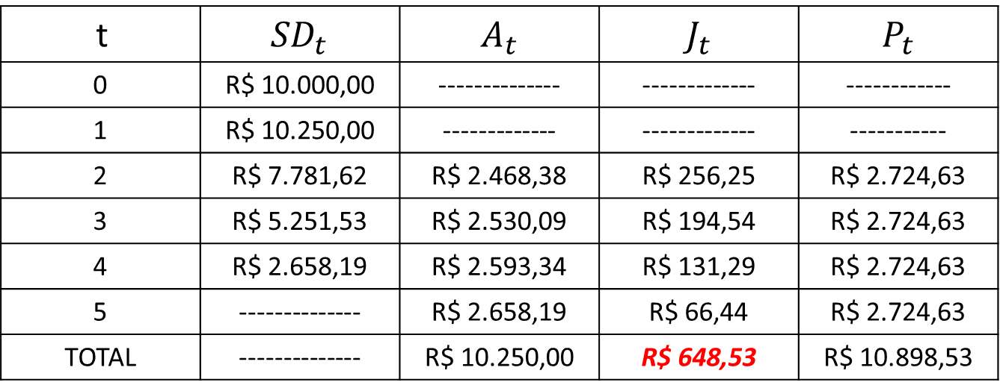 t SD_t A_t J_t P_t
0 R$ 10.000,00 -------------- ------------- ------------
1 R$ 10.250,00 ------------- ------------- -----------
2 R$ 7.781,62 R$ 2.468,38 R$ 256,25 R$ 2.724,63
3 R$ 5.251,53 R$ 2.530,09 R$ 194,54 R$ 2.724,63
4 R$ 2.658,19 R$ 2.593,34 R$ 131,29 R$ 2.724,63
5 -------------- R$ 2.658,19 R$ 66,44 R$ 2.724,63
TOTAL -------------- R$ 10.250,00 R$ 648,53 R$ 10.898,53